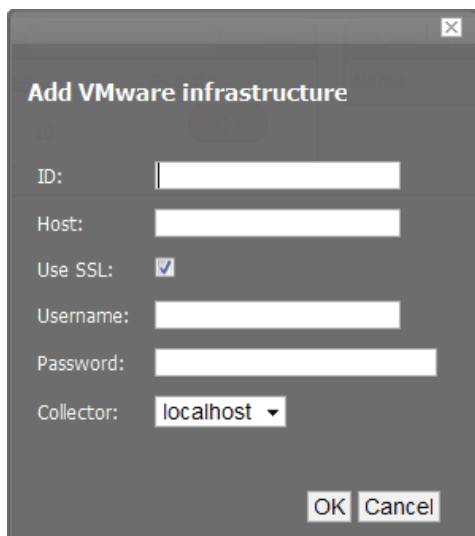 Add VMware infrastructure
ID:
Host:
Use SSL:
Username:
Password:
Collector: localhost
OK Cancel